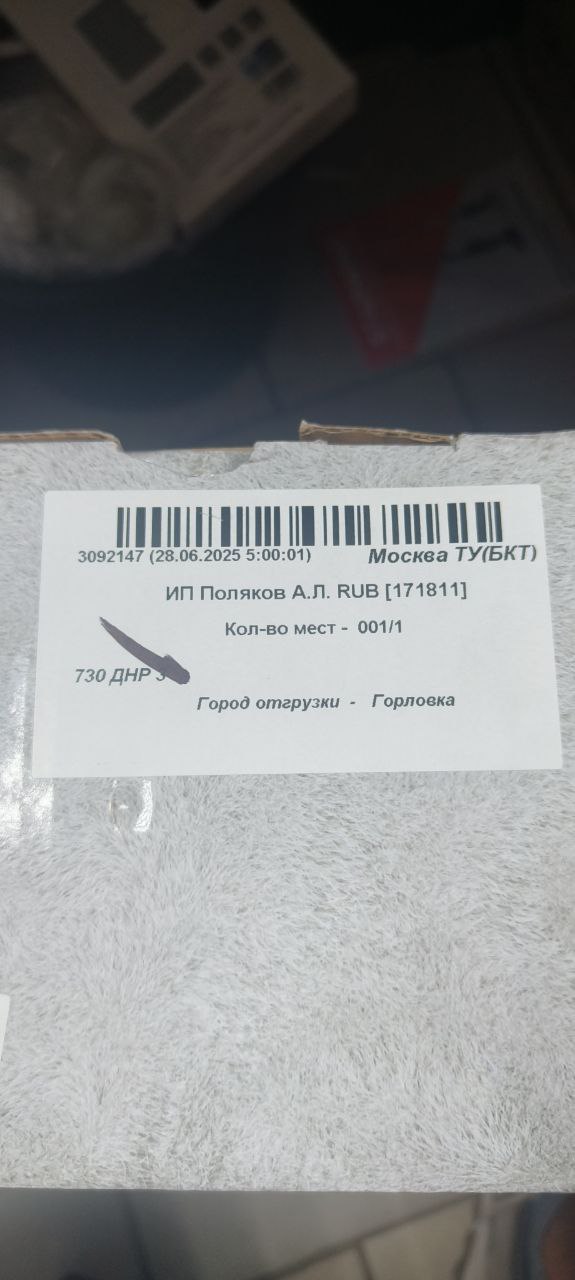 3092147 (28.06.2025 5:00:01) Москва ТУ(БКТ)
ИП Поляков А.Л. RUB [171811]
Кол-во мест - 001/1
730 ДНР
Город отгрузки - Горловка